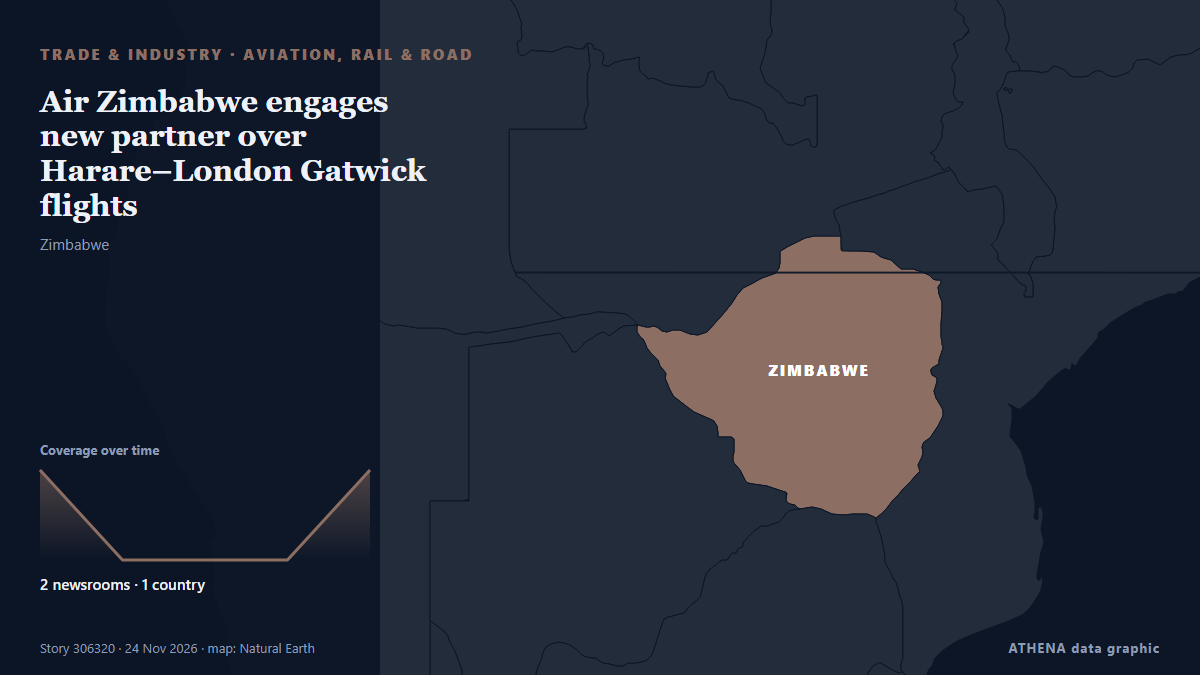 TRADE & INDUSTRY · AVIATION, RAIL & ROAD
Air Zimbabwe engages
new partner over
Harare–London Gatwick
flights
Zimbabwe
ZIMBABWE
Coverage over time
2 newsrooms · 1 country
Story 306320 · 24 Nov 2026 · map: Natural Earth
ATHENA data graphic